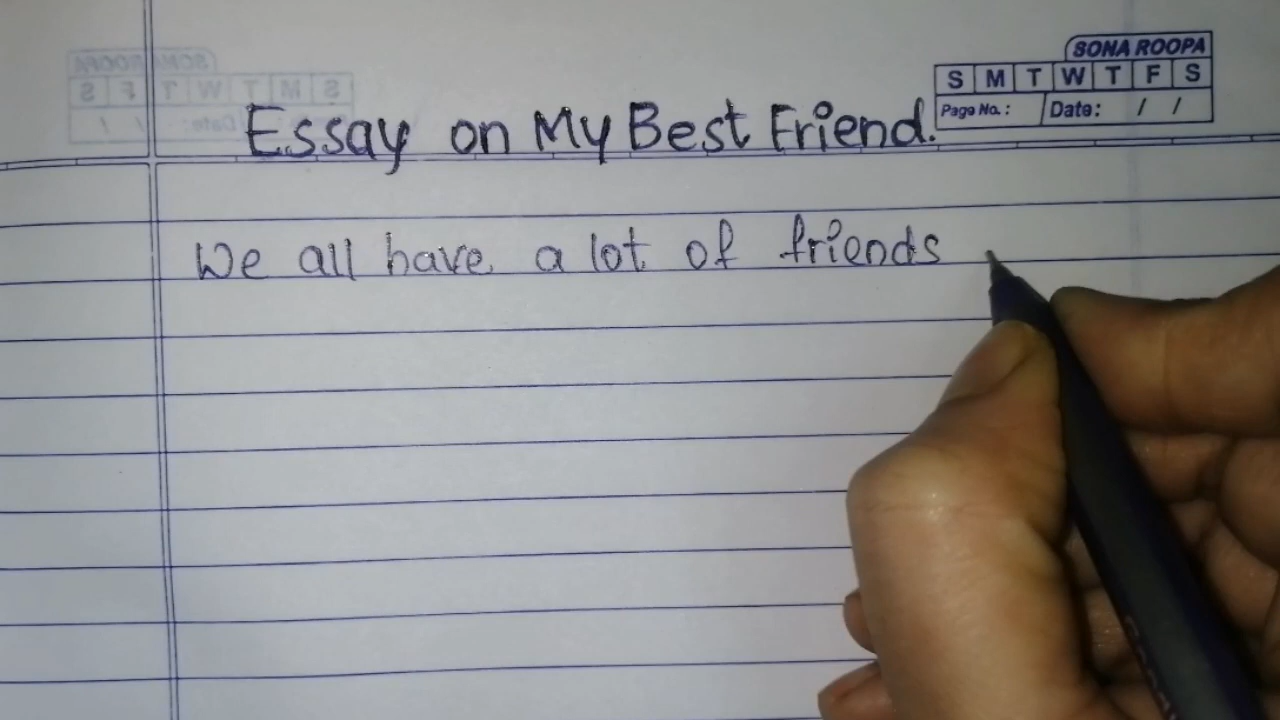 SONA ROOPA
S M T W T F S
Page No.: Date: / /
Essay on My Best Friend.
We all have a lot of friends